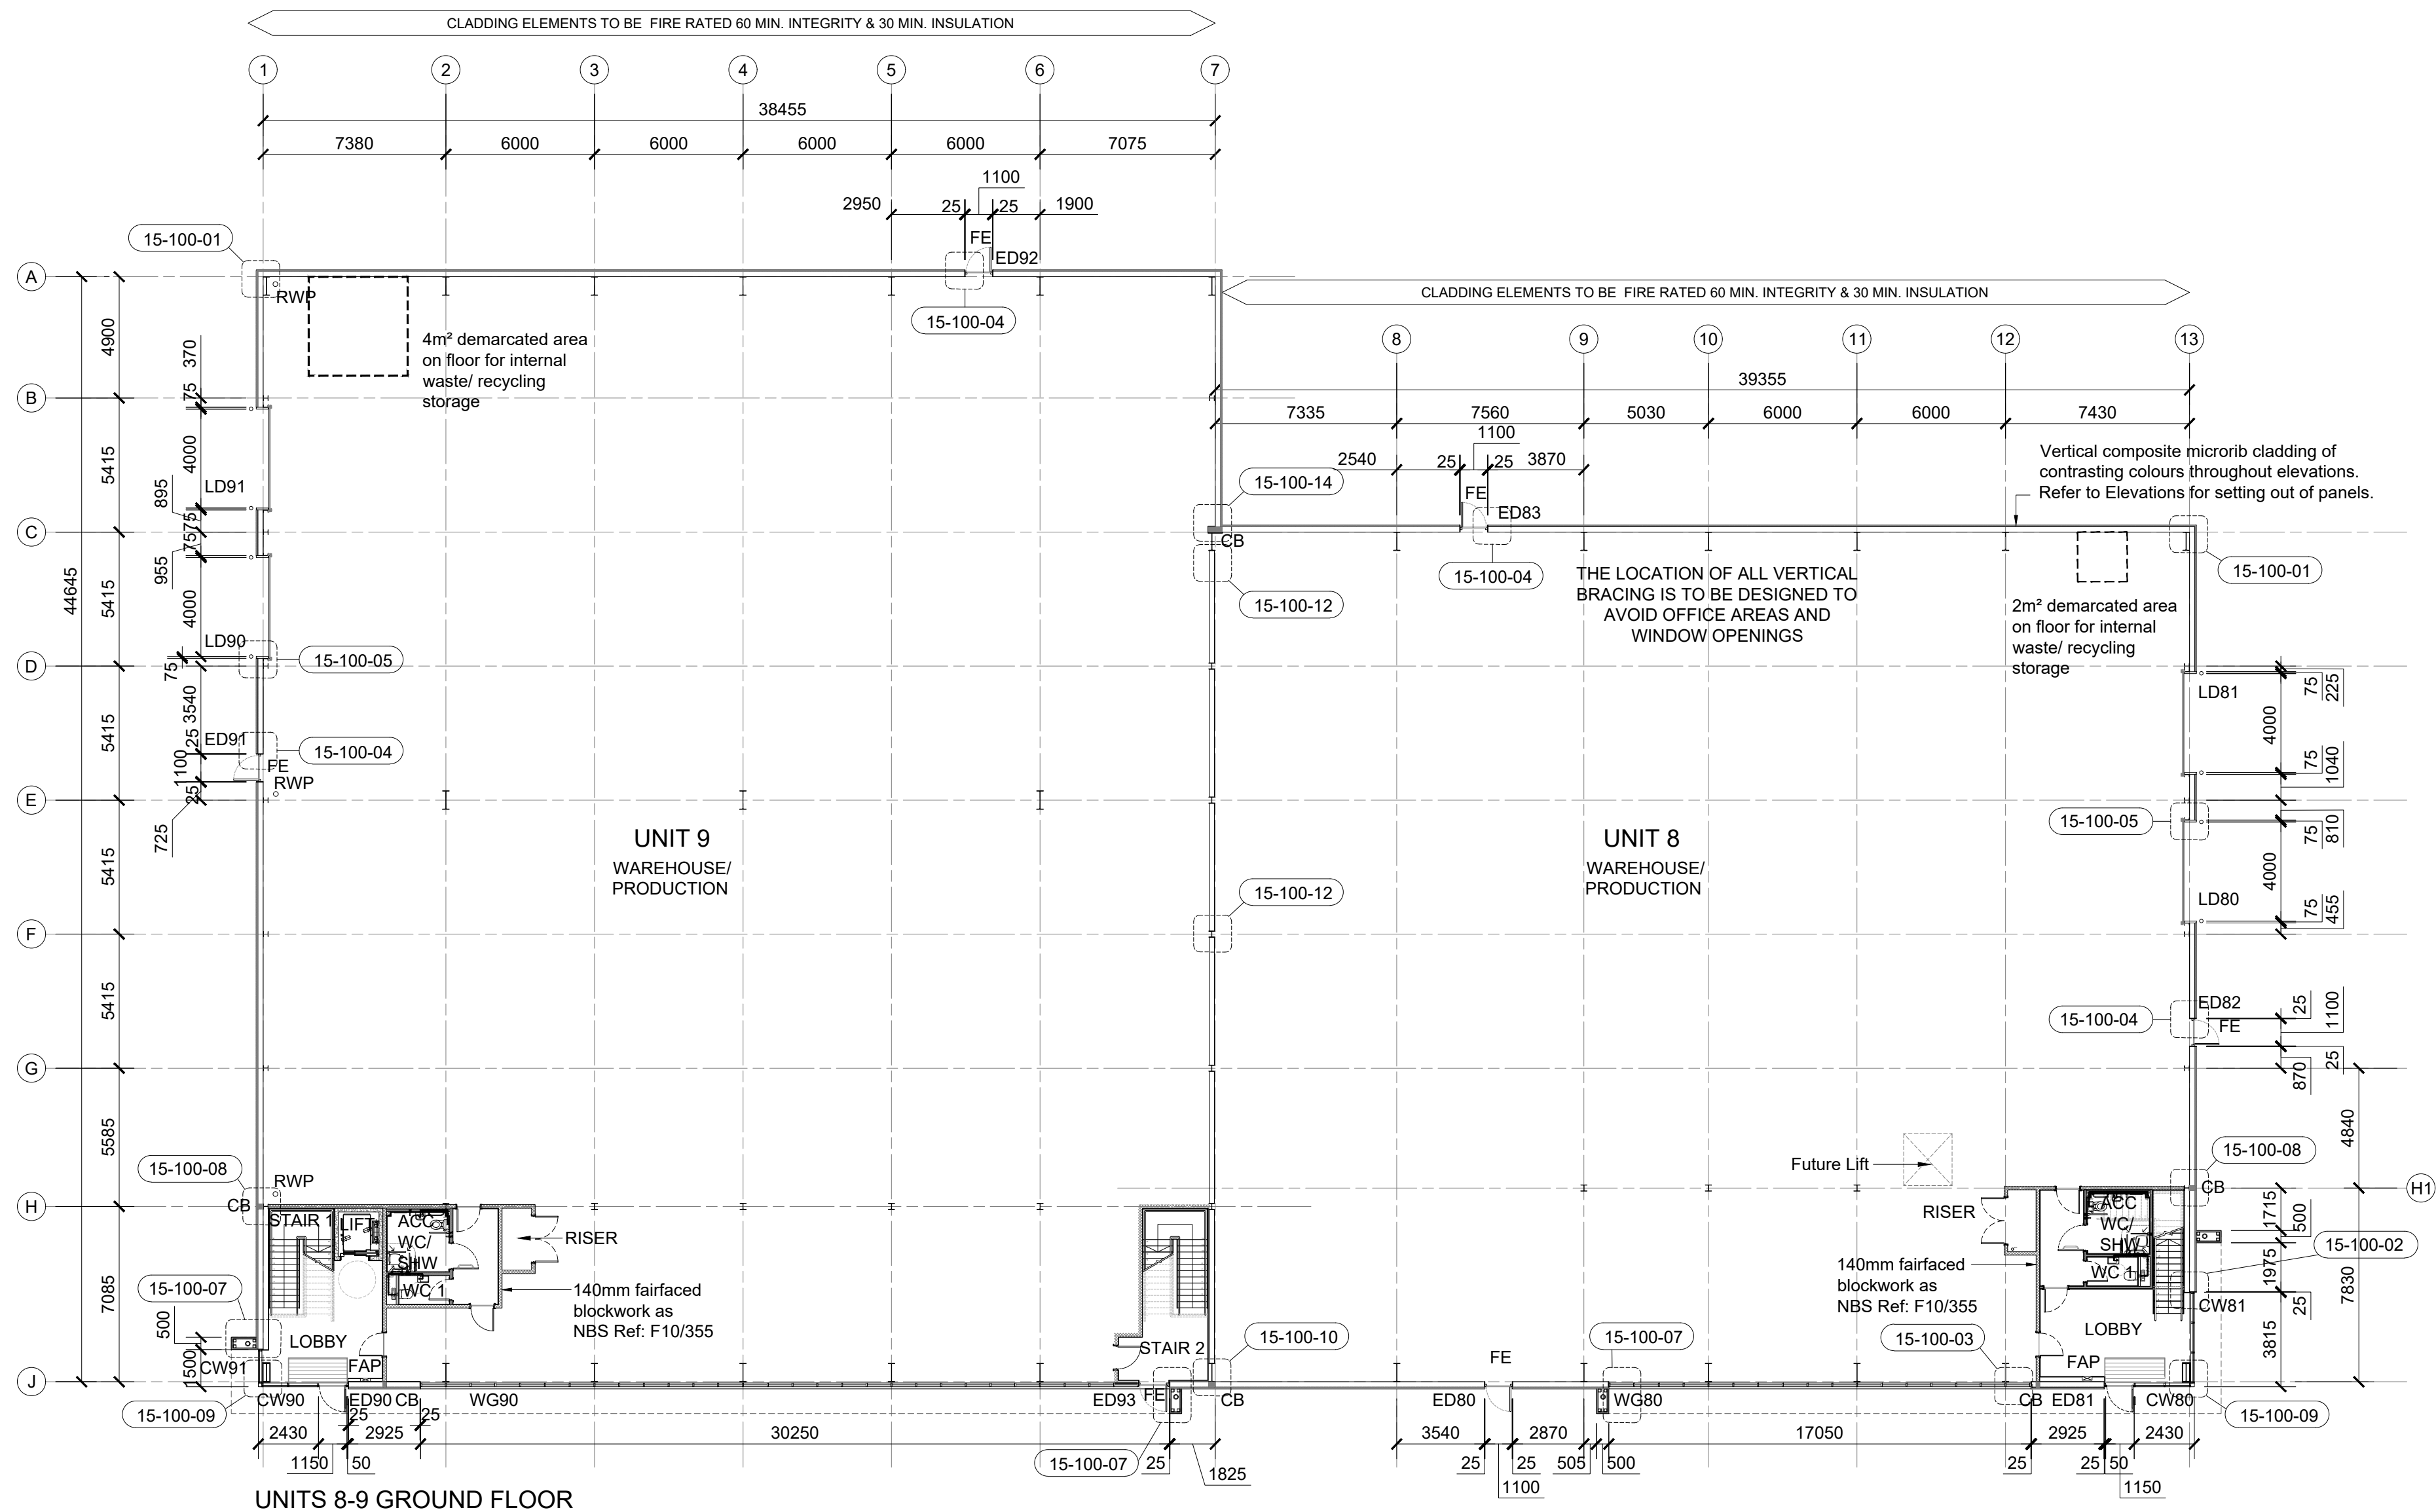 CLADDING ELEMENTS TO BE FIRE RATED 60 MIN. INTEGRITY & 30 MIN. INSULATION
1 2 3 4 5 6 7
38455
7380 6000 6000 6000 6000 7075
1100
2950 25 25 1900
15-100-01
FE
ED92
A
RWP
15-100-04
CLADDING ELEMENTS TO BE FIRE RATED 60 MIN. INTEGRITY & 30 MIN. INSULATION
4m² demarcated area
on floor for internal
waste/ recycling
storage
8 9 10 11 12 13
39355
7335 7560 5030 6000 6000 7430
1100
2540 25 25 3870
FE
ED83
15-100-14
CB
15-100-12
15-100-04
Vertical composite microrib cladding of
contrasting colours throughout elevations.
Refer to Elevations for setting out of panels.
15-100-01
THE LOCATION OF ALL VERTICAL
BRACING IS TO BE DESIGNED TO
AVOID OFFICE AREAS AND
WINDOW OPENINGS
2m² demarcated area
on floor for internal
waste/ recycling
storage
44645
4900
5415
5415
5415
5415
5415
5585
7085
B
C
D
E
F
G
H
J
370
75
4000
LD91
895
75
75
955
4000
LD90
75
15-100-05
3540
25
ED91
15-100-04
1100
FE
RWP
25
725
UNIT 9
WAREHOUSE/
PRODUCTION
UNIT 8
WAREHOUSE/
PRODUCTION
15-100-12
LD81
75
225
4000
75
1040
15-100-05
75
810
4000
LD80
75
455
ED82
15-100-04
FE
25
1100
25
870
4840
H1
7830
15-100-08
RWP
CB
STAIR 1
LIFT
ACC
WC/
SHW
WC 1
RISER
140mm fairfaced
blockwork as
NBS Ref: F10/355
15-100-07
500
500
LOBBY
FAP
CW91
CW90
ED90
CB
WG90
15-100-09
STAIR 2
ED93
FE
CB
15-100-10
Future Lift
RISER
140mm fairfaced
blockwork as
NBS Ref: F10/355
ACC
WC/
SHW
WC 1
LOBBY
FAP
15-100-08
CB
1715
500
15-100-02
1975
CW81
25
3815
FE
ED80
15-100-07
WG80
15-100-03
CB
ED81
CW80
15-100-09
25 25
2430 2925 30250
1150 50
15-100-07
25
1825
3540 2870 17050 2925 2430
25 25 505 500 25 25 50
1100
1150
UNITS 8-9 GROUND FLOOR